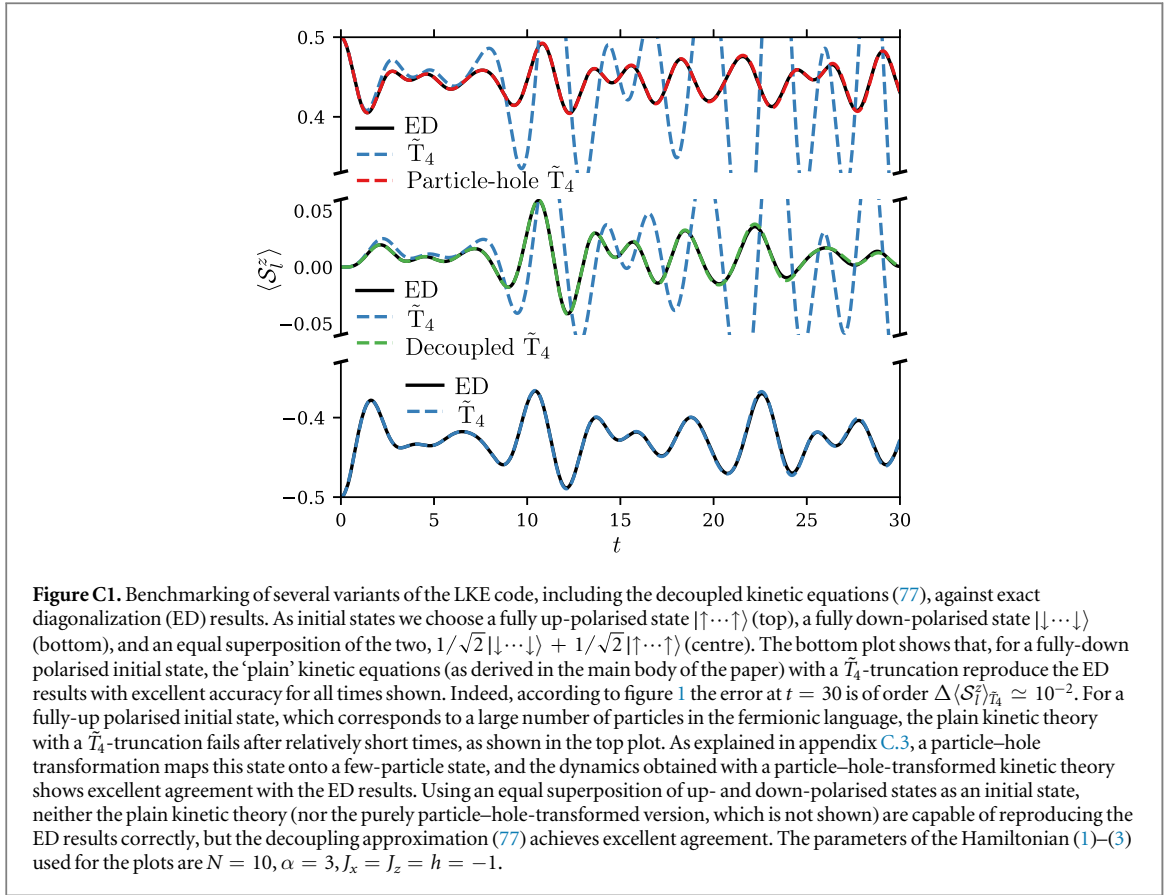 0.5
0.4
ED
T̃₄
Particle-hole T̃₄
0.05
0.00
−0.05
⟨𝒮ₗᶻ⟩
ED
T̃₄
Decoupled T̃₄
ED
T̃₄
−0.4
−0.5
0 5 10 15 20 25 30
t
Figure C1. Benchmarking of several variants of the LKE code, including the decoupled kinetic equations (77), against exact
diagonalization (ED) results. As initial states we choose a fully up-polarised state |↑⋯↑⟩ (top), a fully down-polarised state |↓⋯↓⟩
(bottom), and an equal superposition of the two, 1/√2 |↓⋯↓⟩ + 1/√2 |↑⋯↑⟩ (centre). The bottom plot shows that, for a fully-down
polarised initial state, the ‘plain’ kinetic equations (as derived in the main body of the paper) with a T̃₄-truncation reproduce the ED
results with excellent accuracy for all times shown. Indeed, according to figure 1 the error at t = 30 is of order Δ⟨𝒮ₗᶻ⟩T̃₄ ≃ 10⁻². For a
fully-up polarised initial state, which corresponds to a large number of particles in the fermionic language, the plain kinetic theory
with a T̃₄-truncation fails after relatively short times, as shown in the top plot. As explained in appendix C.3, a particle–hole
transformation maps this state onto a few-particle state, and the dynamics obtained with a particle–hole-transformed kinetic theory
shows excellent agreement with the ED results. Using an equal superposition of up- and down-polarised states as an initial state,
neither the plain kinetic theory (nor the purely particle–hole-transformed version, which is not shown) are capable of reproducing the
ED results correctly, but the decoupling approximation (77) achieves excellent agreement. The parameters of the Hamiltonian (1)–(3)
used for the plots are N = 10, α = 3, Jₓ = J_z = h = −1.